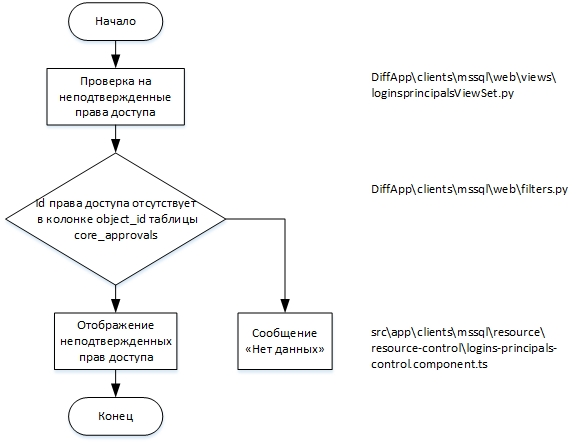 Начало
Проверка на
неподтвержденные
права доступа
DiffApp\clients\mssql\web\views\
loginsprincipalsViewSet.py
Id права доступа отсутствует
в колонке object_id таблицы
core_approvals
DiffApp\clients\mssql\web\filters.py
Отображение
неподтвержденных
прав доступа
Сообщение
«Нет данных»
src\app\clients\mssql\resource\
resource-control\logins-principals-
control.component.ts
Конец